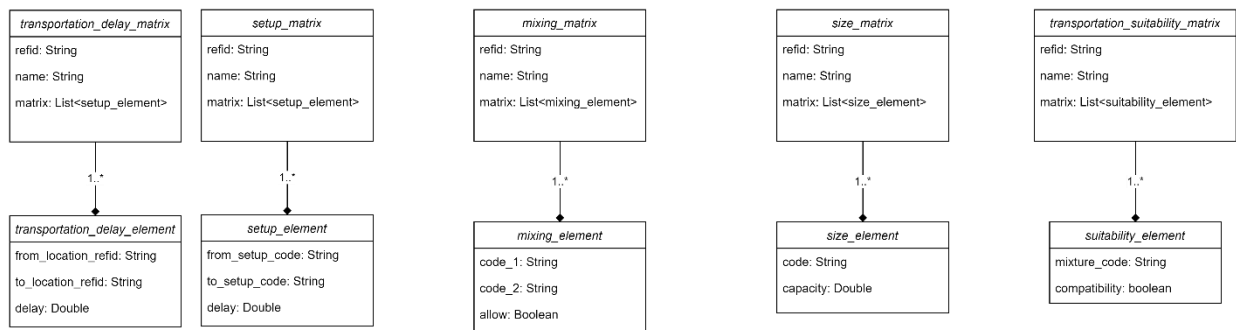 transportation_delay_matrix
refid: String
name: String
matrix: List<setup_element>
1..*
transportation_delay_element
from_location_refid: String
to_location_refid: String
delay: Double
setup_matrix
refid: String
name: String
matrix: List<setup_element>
1..*
setup_element
from_setup_code: String
to_setup_code: String
delay: Double
mixing_matrix
refid: String
name: String
matrix: List<mixing_element>
1..*
mixing_element
code_1: String
code_2: String
allow: Boolean
size_matrix
refid: String
name: String
matrix: List<size_element>
1..*
size_element
code: String
capacity: Double
transportation_suitability_matrix
refid: String
name: String
matrix: List<suitability_element>
1..*
suitability_element
mixture_code: String
compatibility: boolean